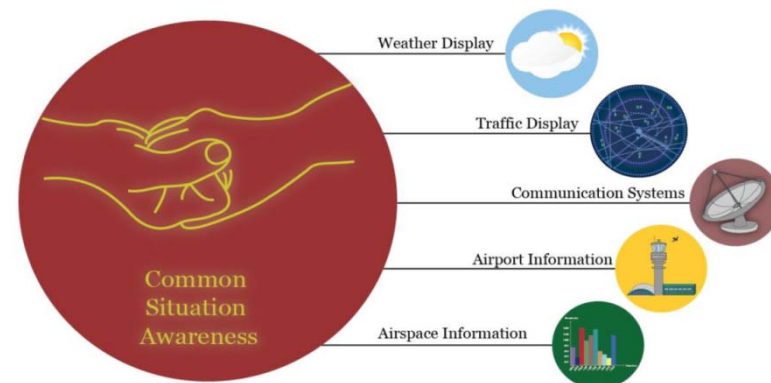 Weather Display
Traffic Display
Communication Systems
Airport Information
Airspace Information
Common
Situation
Awareness